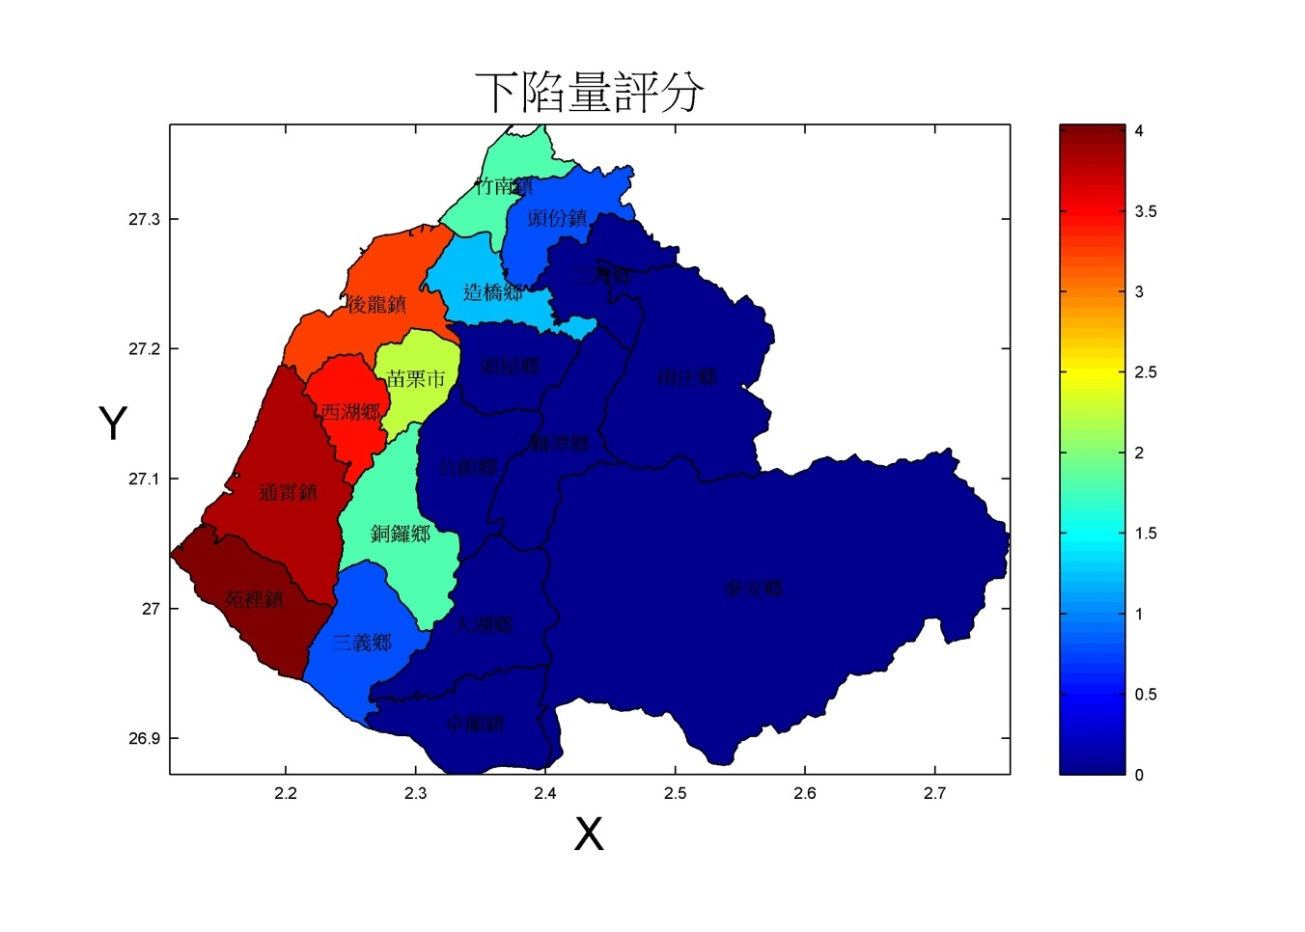 下陷量評分
4
竹南鎮
27.3
頭份鎮
3.5
三灣鄉
造橋鄉
3
後龍鎮
27.2
頭屋鄉
苗栗市
南庄鄉
2.5
西湖鄉
Y
獅潭鄉
2
公館鄉
27.1
通霄鎮
銅鑼鄉
1.5
泰安鄉
苑裡鎮
27
1
大湖鄉
三義鄉
0.5
卓蘭鎮
26.9
0
2.2 2.3 2.4 2.5 2.6 2.7
X